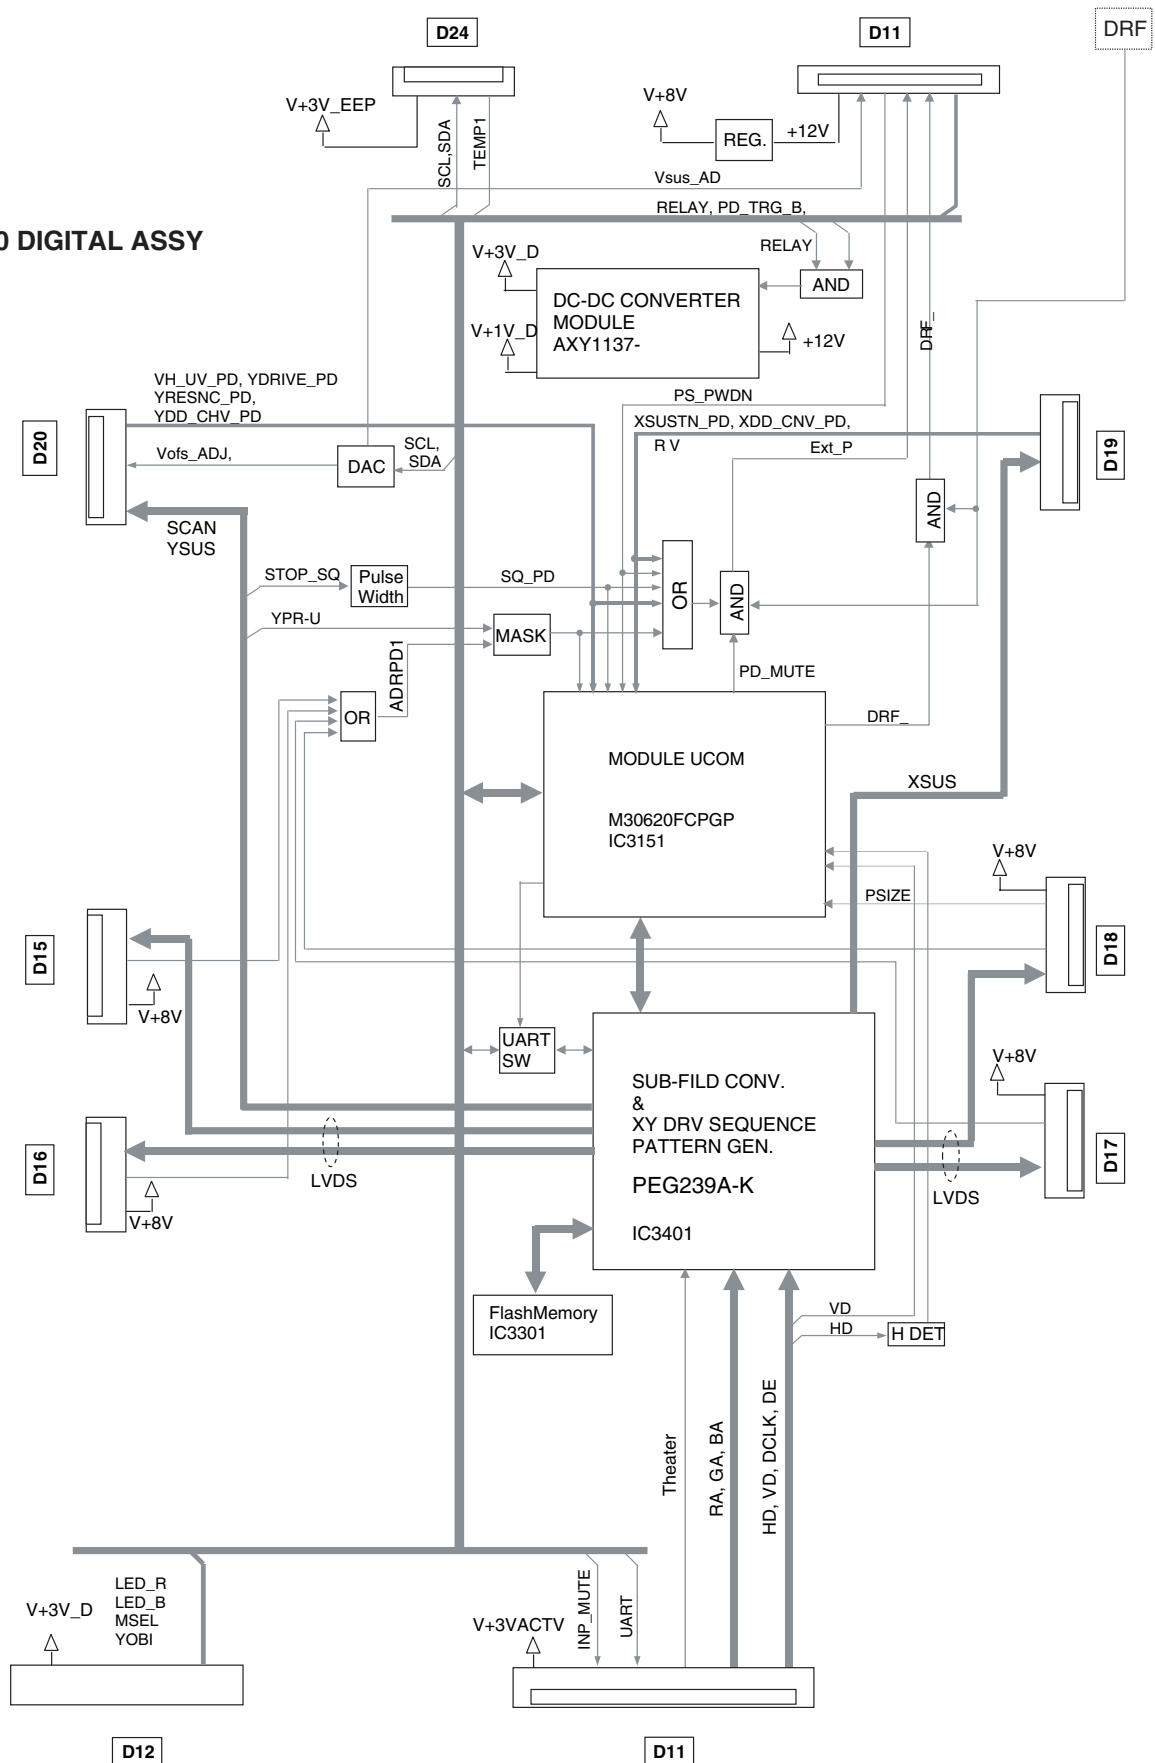 D24
D11
DRF
V+3V_EEP
SCL,SDA
TEMP1
V+8V
REG.
+12V
Vsus_AD
RELAY, PD_TRG_B,
0 DIGITAL ASSY
RELAY
AND
V+3V_D
DC-DC CONVERTER
MODULE
AXY1137-
V+1V_D
+12V
VH_UV_PD, YDRIVE_PD
YRESNC_PD,
YDD_CHV_PD
PS_PWDN
XSUSTN_PD, XDD_CNV_PD,
R V
Ext_P
D20
Vofs_ADJ,
DAC
SCL,
SDA
D19
AND
SCAN
YSUS
STOP_SQ
Pulse
Width
SQ_PD
OR
AND
YPR-U
MASK
ADRPD1
OR
PD_MUTE
DRF_
MODULE UCOM
M30620FCPGP
IC3151
XSUS
V+8V
PSIZE
D18
D15
V+8V
UART
SW
SUB-FILD CONV.
&
XY DRV SEQUENCE
PATTERN GEN.
PEG239A-K
IC3401
V+8V
D17
D16
V+8V
LVDS
LVDS
FlashMemory
IC3301
VD
HD
H DET
Theater
RA, GA, BA
HD, VD, DCLK, DE
LED_R
LED_B
MSEL
YOBI
V+3V_D
V+3VACTV
INP_MUTE
UART
D12
D11